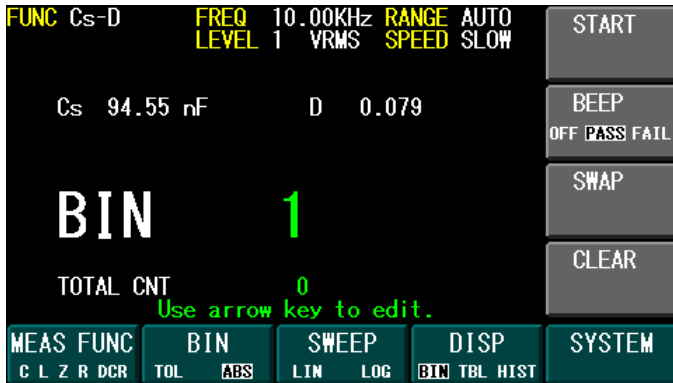 FUNC Cs-D FREQ 10.00KHz RANGE AUTO
LEVEL 1 VRMS SPEED SLOW
START
Cs 94.55 nF D 0.079
BEEP
OFF PASS FAIL
SWAP
BIN 1
CLEAR
TOTAL CNT 0
Use arrow key to edit.
MEAS FUNC BIN SWEEP DISP SYSTEM
C L Z R DCR TOL ABS LIN LOG BIN TBL HIST